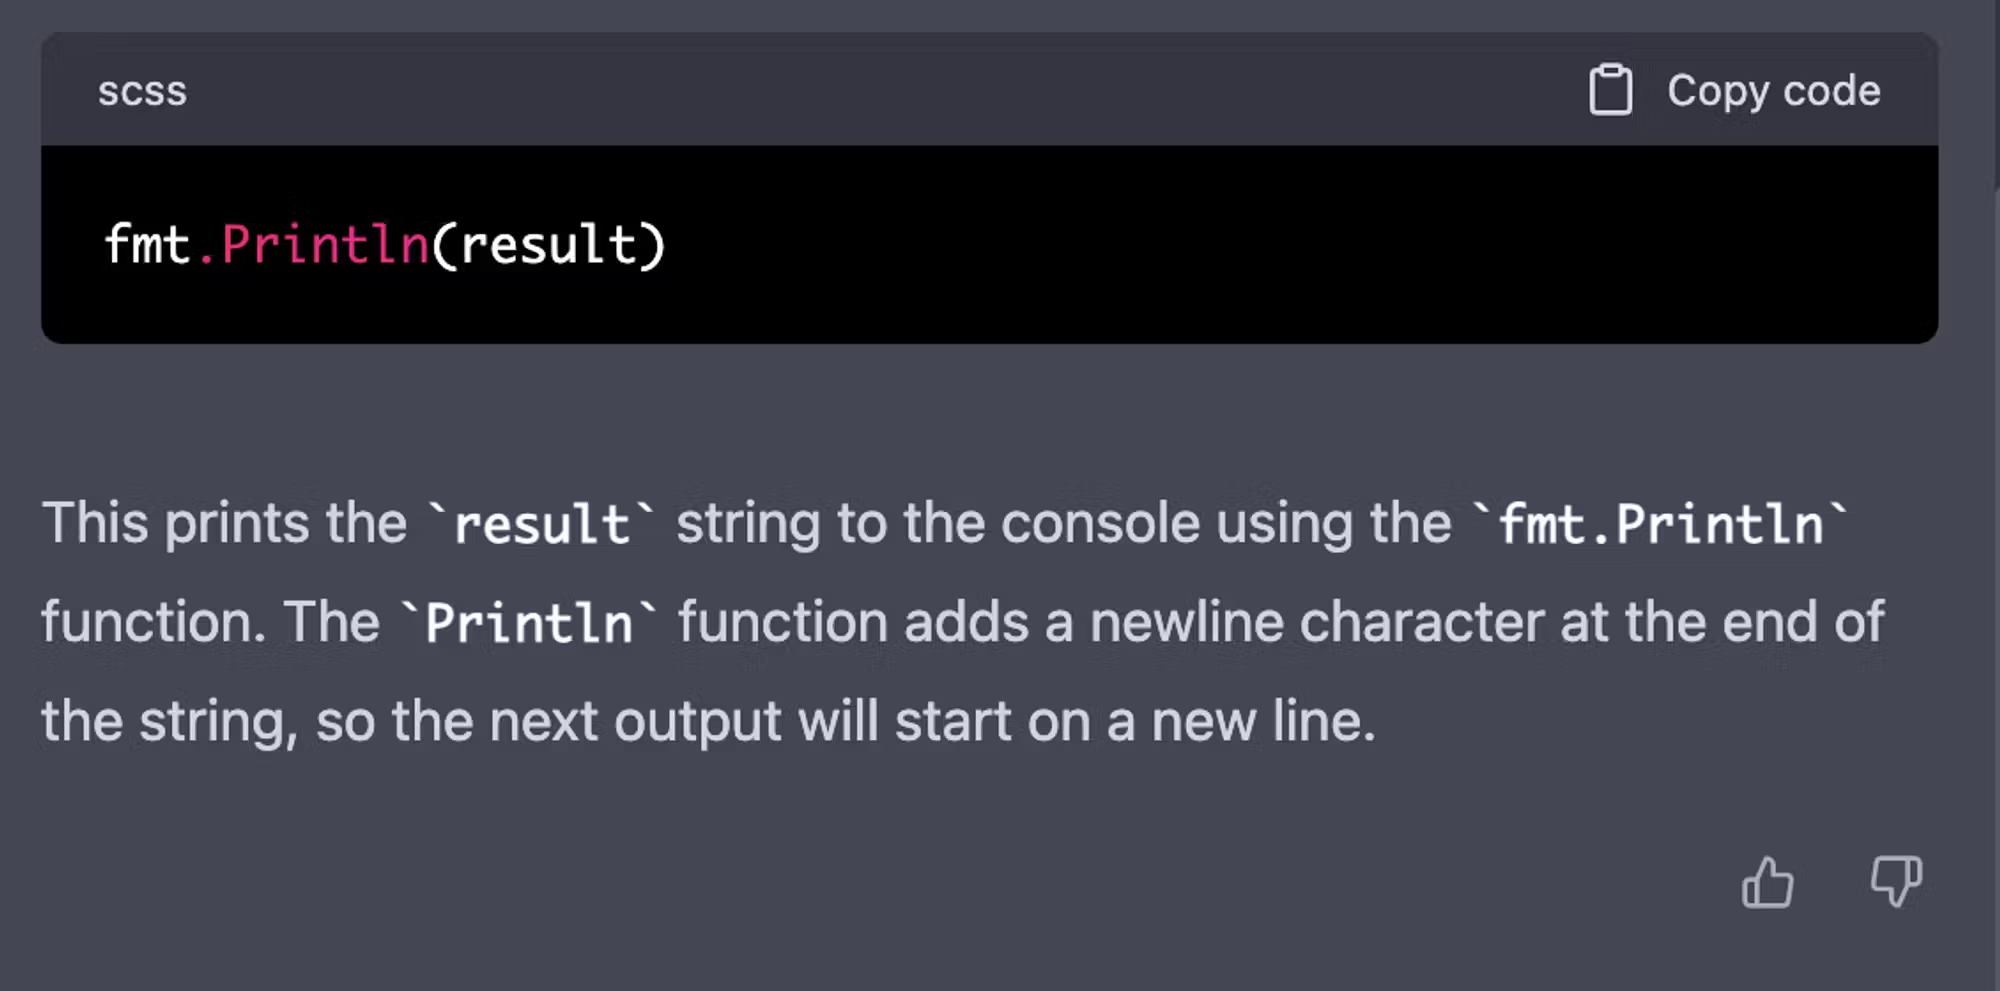 scss
Copy code
fmt.Println(result)
This prints the `result` string to the console using the `fmt.Println`
function. The `Println` function adds a newline character at the end of
the string, so the next output will start on a new line.